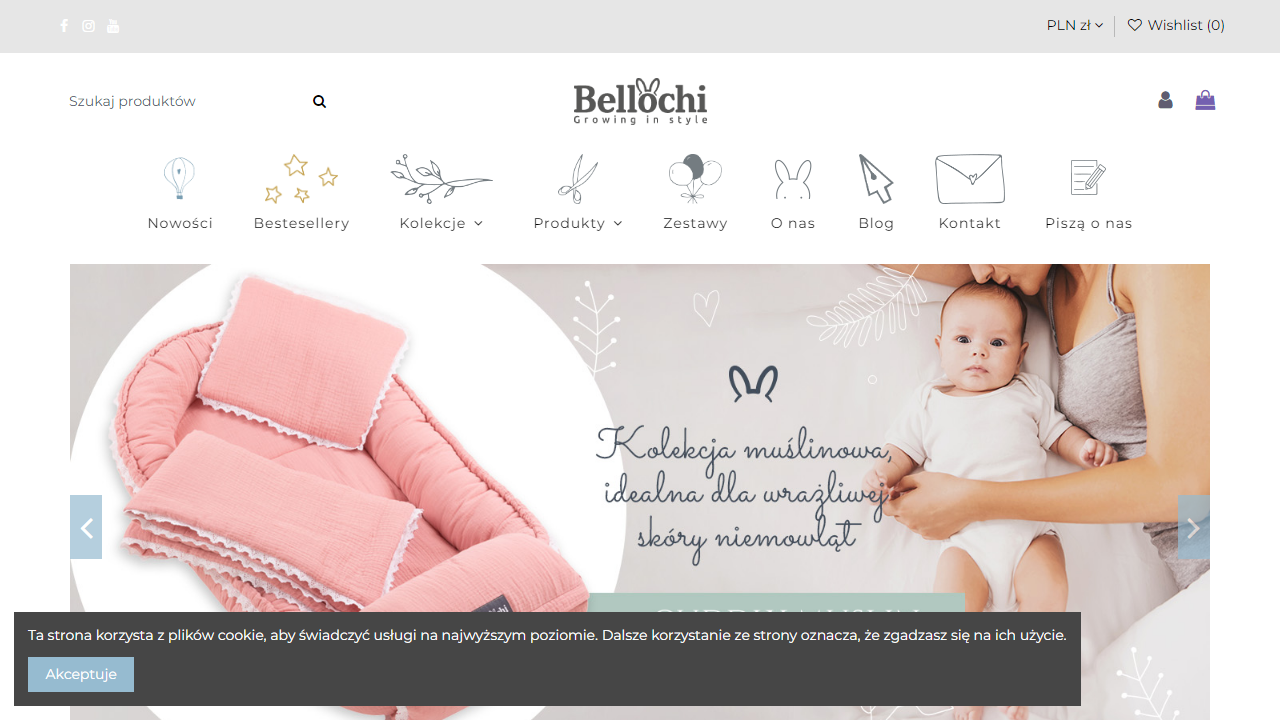 PLN zł
Wishlist (0)
Szukaj produktów
Bellochi
Growing in style
Nowości
Bestesellery
Kolekcje
Produkty
Zestawy
O nas
Blog
Kontakt
Piszą o nas
Kolekcja muślinowa,
idealna dla wrażliwej
skóry niemowląt
Ta strona korzysta z plików cookie, aby świadczyć usługi na najwyższym poziomie. Dalsze korzystanie ze strony oznacza, że zgadzasz się na ich użycie.
Akceptuje